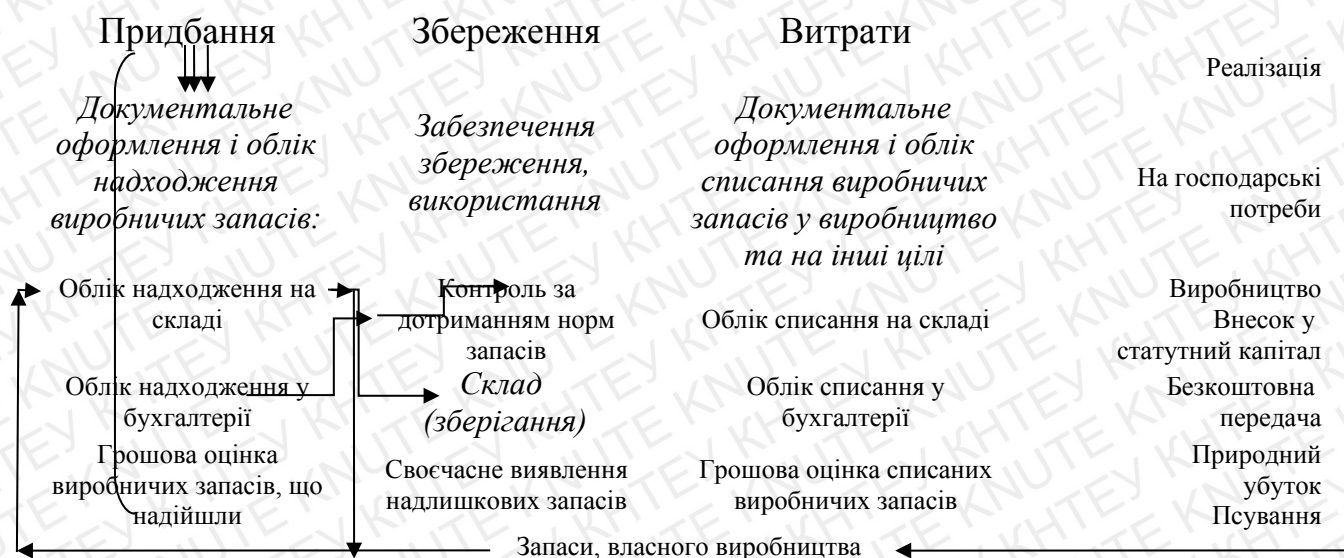 Придбання
Збереження
Витрати
Реалізація
Документальне
оформлення і облік
надходження
виробничих запасів:
Забезпечення
збереження,
використання
Документальне
оформлення і облік
списання виробничих
запасів у виробництво
та на інші цілі
На господарські
потреби
Облік надходження на
складі
Контроль за
дотриманням норм
запасів
Облік списання на складі
Виробництво
Внесок у
статутний капітал
Облік надходження у
бухгалтерії
Склад
(зберігання)
Облік списання у
бухгалтерії
Безкоштовна
передача
Грошова оцінка
виробничих запасів, що
надійшли
Своєчасне виявлення
надлишкових запасів
Грошова оцінка списаних
виробничих запасів
Природний
убуток
Псування
Запаси, власного виробництва